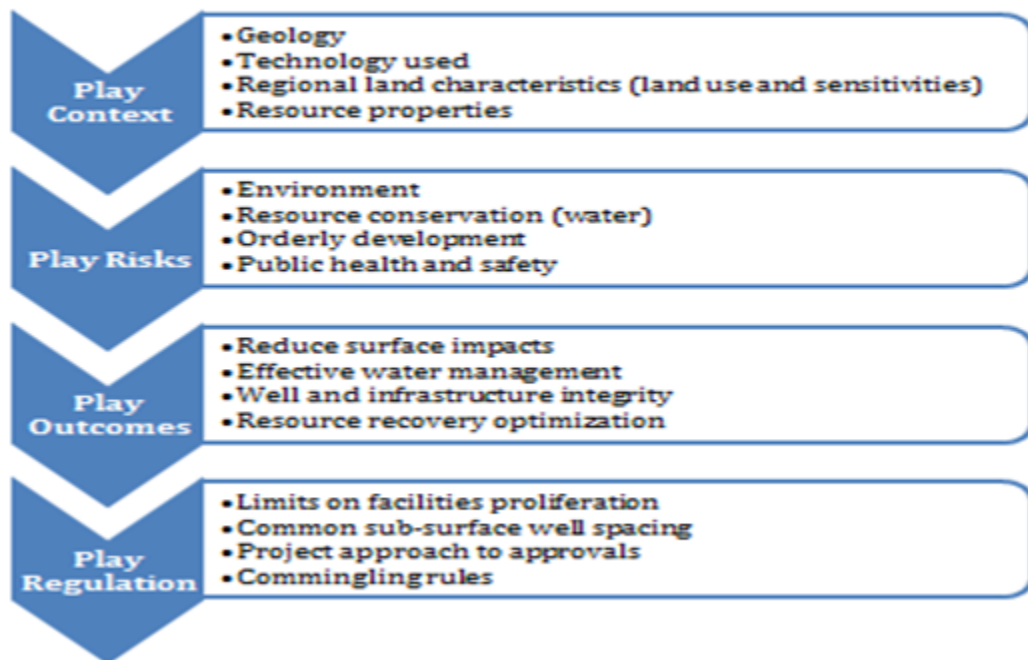 Play
Context
•Geology
•Technology used
•Regional land characteristics (land use and sensitivities)
•Resource properties
Play Risks
•Environment
•Resource conservation (water)
•Orderly development
•Public health and safety
Play
Outcomes
•Reduce surface impacts
•Effective water management
•Well and infrastructure integrity
•Resource recovery optimization
Play
Regulation
•Limits on facilities proliferation
•Common sub-surface well spacing
•Project approach to approvals
•Commingling rules